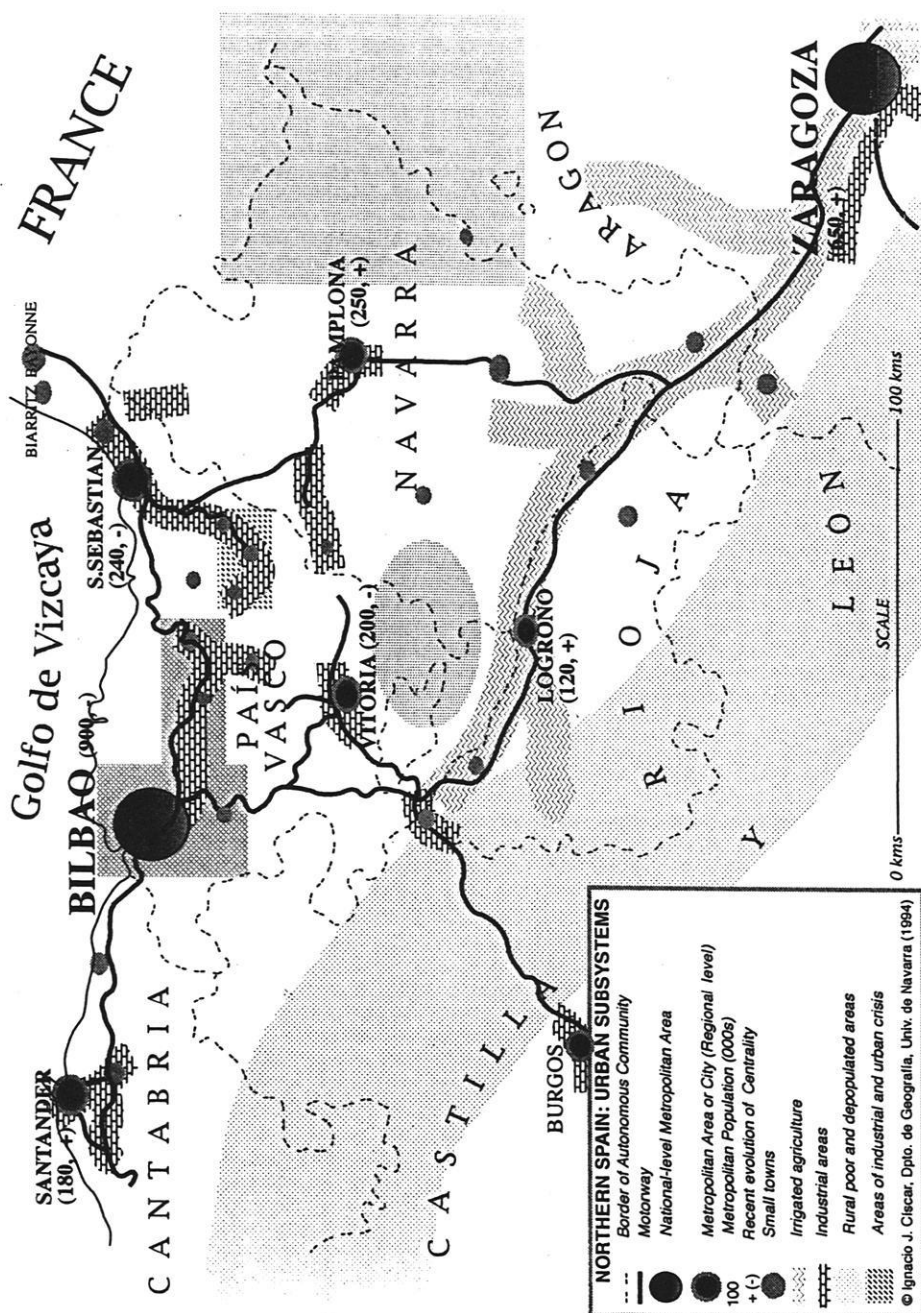 FRANCE
BIARRITZ BAYONNE
Golfo de Vizcaya
S.SEBASTIAN
(240, -)
BILBAO (900, -)
SANTANDER
(180, +)
CANTABRIA
PAÍS
VASCO
VITORIA (200, -)
MPLONA
(250, +)
NAVARRA
ARAGON
ZARAGOZA
(650, +)
LOGROÑO
(120, +)
RIOJA
BURGOS
CASTILLA
Y
LEON
SCALE
0 kms
100 kms
NORTHERN SPAIN: URBAN SUBSYSTEMS
Border of Autonomous Community
Motorway
National-level Metropolitan Area
Metropolitan Area or City (Regional level)
100 Metropolitan Population (000s)
+ (-) Recent evolution of Centrality
Small towns
Irrigated agriculture
Industrial areas
Rural poor and depopulated areas
Areas of industrial and urban crisis
© Ignacio J. Ciscar, Dpto. de Geografía, Univ. de Navarra (1994)